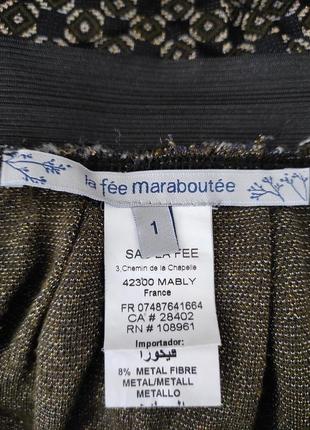 la fée maraboutée
1
SAS LA FEE
3,Chemin de la Chapelle
42300 MABLY
France
FR 07487641664
CA # 28402
RN # 108961
Importador:
فيخورا
8% METAL FIBRE
METAL/METALL
METALLO